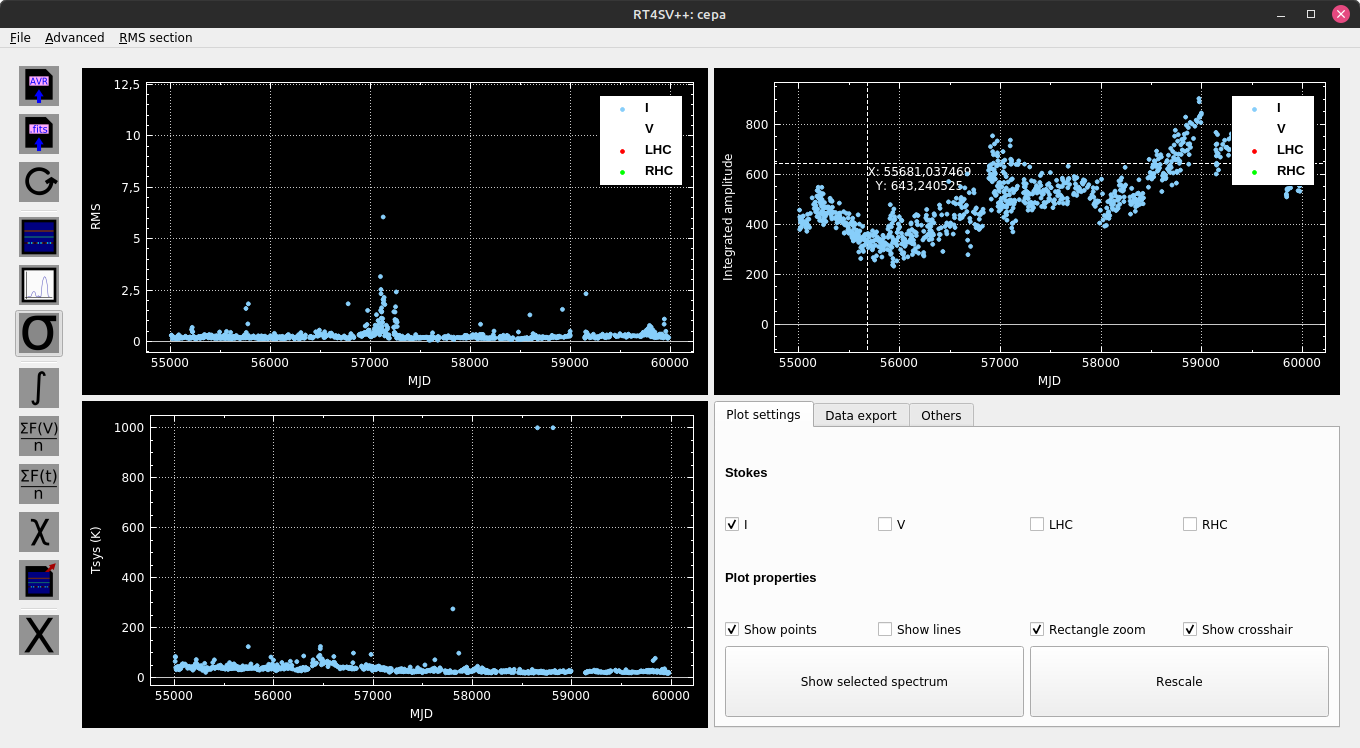 RT4SV++: cepa
File Advanced RMS section
AVR
.fits
σ
∫
ΣF(V)
n
ΣF(t)
n
χ
X
12,5
10
7,5
5
2,5
0
RMS
55000 56000 57000 58000 59000 60000
MJD
I
V
LHC
RHC
800
600
400
200
0
Integrated amplitude
X: 55681,037469
Y: 643,240525
55000 56000 57000 58000 59000 60000
MJD
I
V
LHC
RHC
1000
800
600
400
200
0
Tsys (K)
55000 56000 57000 58000 59000 60000
MJD
Plot settings Data export Others
Stokes
I V LHC RHC
Plot properties
Show points Show lines Rectangle zoom Show crosshair
Show selected spectrum Rescale